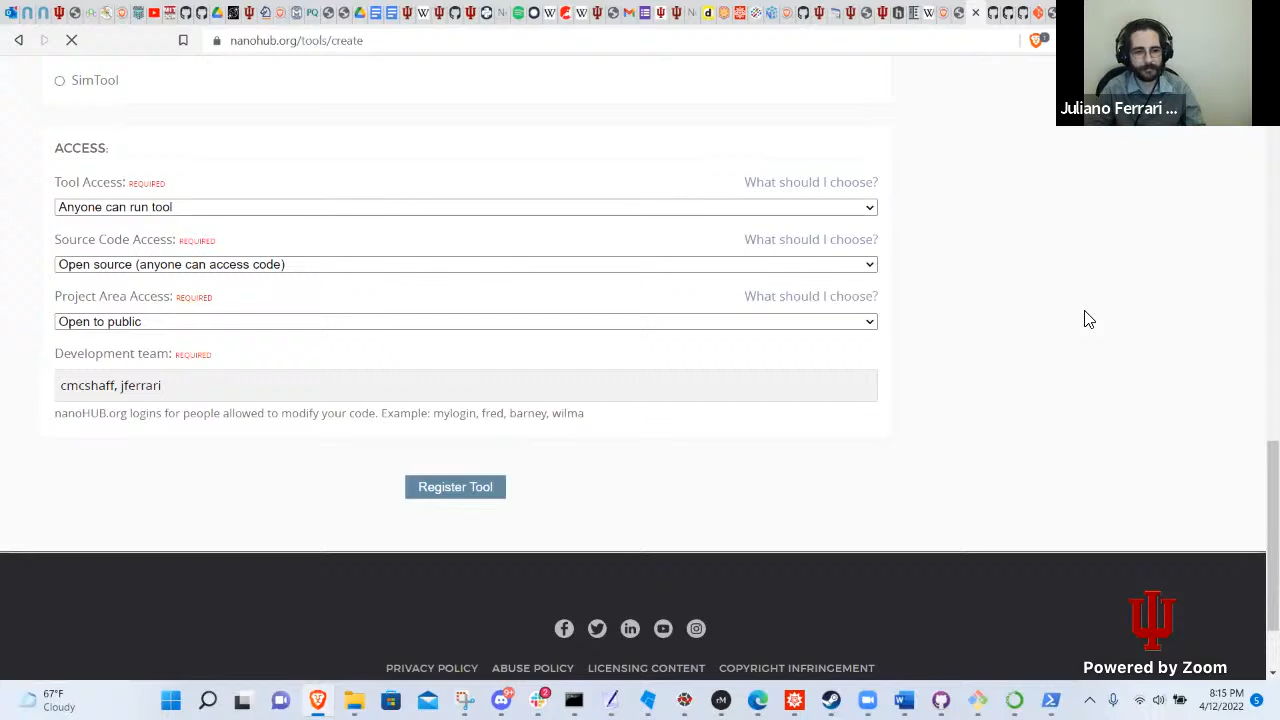 nanohub.org/tools/create
SimTool
Juliano Ferrari ...
ACCESS:
Tool Access: REQUIRED
What should I choose?
Anyone can run tool
Source Code Access: REQUIRED
What should I choose?
Open source (anyone can access code)
Project Area Access: REQUIRED
What should I choose?
Open to public
Development team: REQUIRED
cmcshaff, jferrari
nanoHUB.org logins for people allowed to modify your code. Example: mylogin, fred, barney, wilma
Register Tool
Powered by Zoom
PRIVACY POLICY
ABUSE POLICY
LICENSING CONTENT
COPYRIGHT INFRINGEMENT
67°F
Cloudy
8:15 PM
4/12/2022